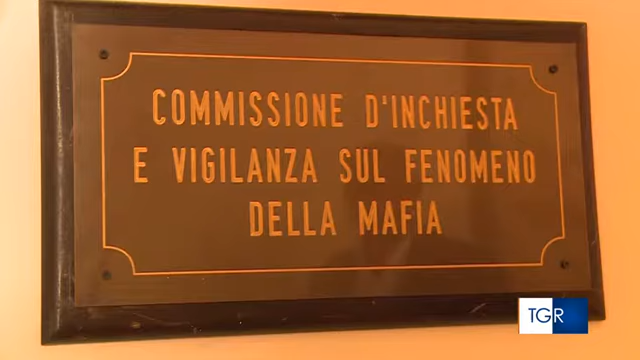 COMMISSIONE D'INCHIESTA
E VIGILANZA SUL FENOMENO
DELLA MAFIA
TGR